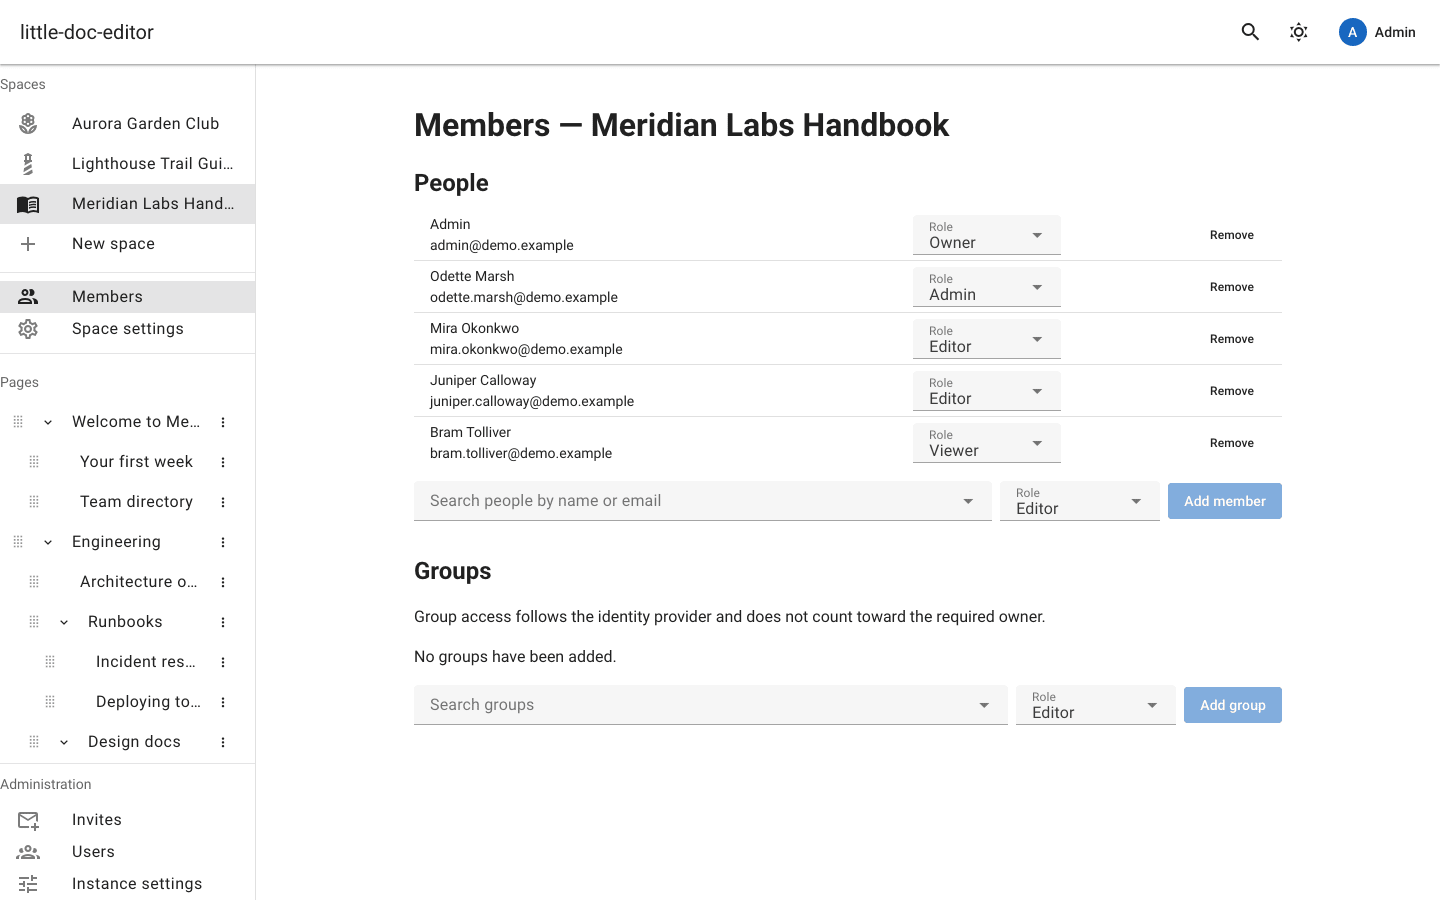 little-doc-editor
A
Admin
Spaces
Aurora Garden Club
Lighthouse Trail Gui…
Meridian Labs Hand…
New space
Members
Space settings
Pages
Welcome to Me…
Your first week
Team directory
Engineering
Architecture o…
Runbooks
Incident res…
Deploying to…
Design docs
Administration
Invites
Users
Instance settings
Members — Meridian Labs Handbook
People
Admin
admin@demo.example
Role
Owner
Remove
Odette Marsh
odette.marsh@demo.example
Role
Admin
Remove
Mira Okonkwo
mira.okonkwo@demo.example
Role
Editor
Remove
Juniper Calloway
juniper.calloway@demo.example
Role
Editor
Remove
Bram Tolliver
bram.tolliver@demo.example
Role
Viewer
Remove
Search people by name or email
Role
Editor
Add member
Groups
Group access follows the identity provider and does not count toward the required owner.
No groups have been added.
Search groups
Role
Editor
Add group